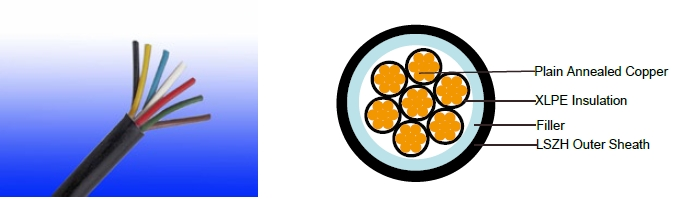 Plain Annealed Copper
XLPE Insulation
Filler
LSZH Outer Sheath